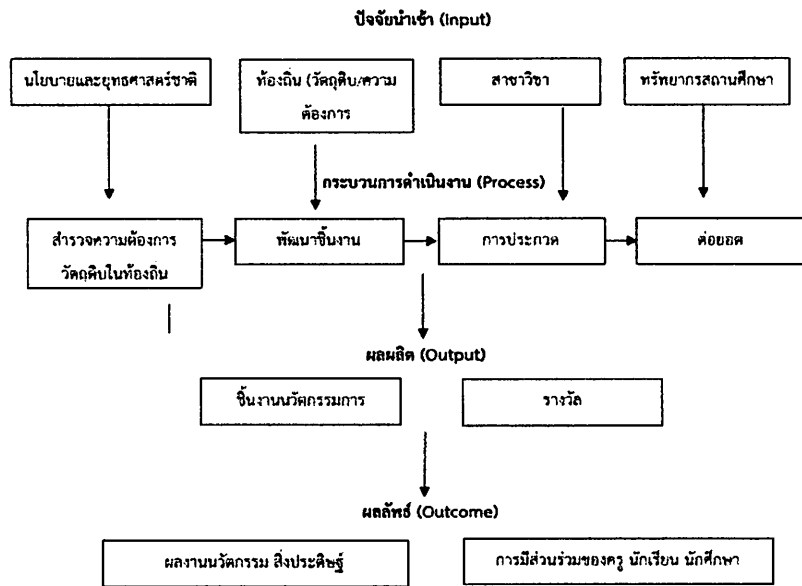 ปัจจัยนำเข้า (Input)
นโยบายและยุทธศาสตร์ชาติ
ท้องถิ่น (วัตถุดิบ/ความ
ต้องการ
สาขาวิชา
ทรัพยากรสถานศึกษา
กระบวนการดำเนินงาน (Process)
สำรวจความต้องการ
วัตถุดิบในท้องถิ่น
พัฒนาชิ้นงาน
การประกวด
ต่อยอด
ผลผลิต (Output)
ชิ้นงานนวัตกรรมการ
รางวัล
ผลลัพธ์ (Outcome)
ผลงานนวัตกรรม สิ่งประดิษฐ์
การมีส่วนร่วมของครู นักเรียน นักศึกษา